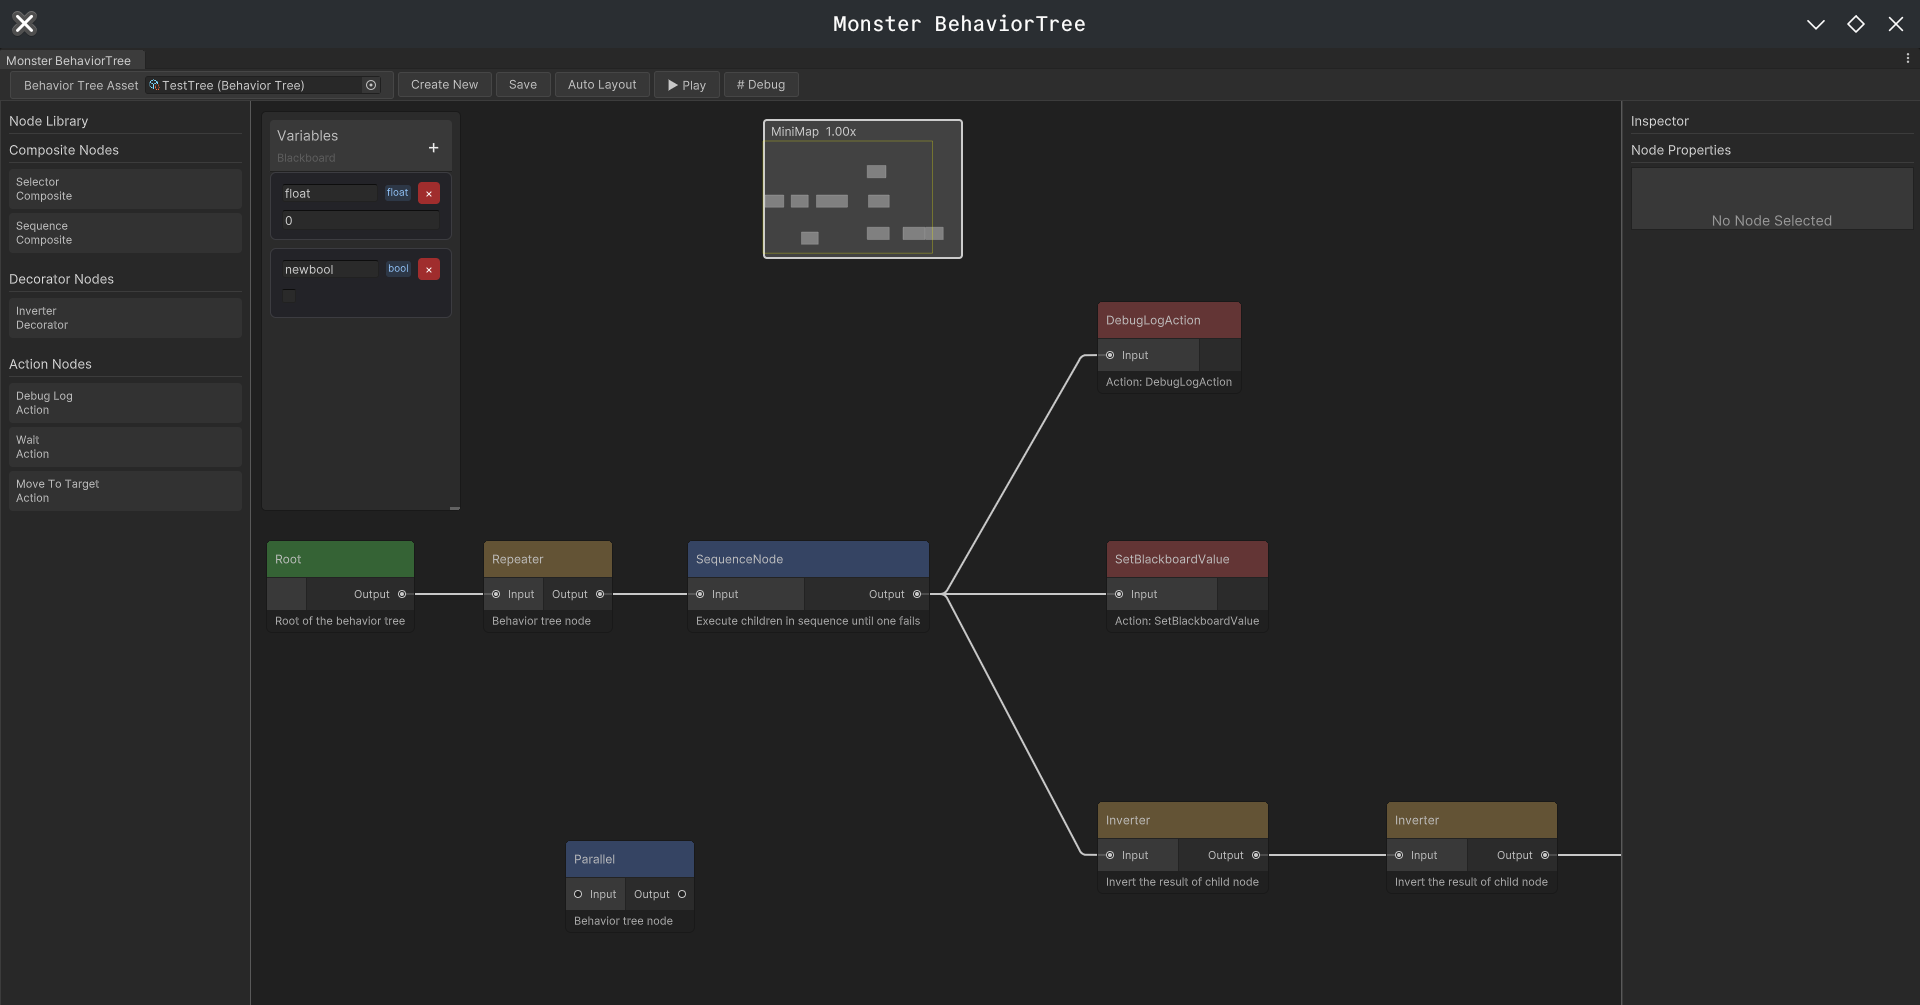 Monster BehaviorTree
Monster BehaviorTree
Behavior Tree Asset
TestTree (Behavior Tree)
Create New
Save
Auto Layout
Play
# Debug
Node Library
Composite Nodes
Selector
Composite
Sequence
Composite
Decorator Nodes
Inverter
Decorator
Action Nodes
Debug Log
Action
Wait
Action
Move To Target
Action
Variables
Blackboard
+
float
float
×
0
newbool
bool
×
MiniMap 1.00x
DebugLogAction
Input
Action: DebugLogAction
Root
Output
Root of the behavior tree
Repeater
Input
Output
Behavior tree node
SequenceNode
Input
Output
Execute children in sequence until one fails
SetBlackboardValue
Input
Action: SetBlackboardValue
Parallel
Input
Output
Behavior tree node
Inverter
Input
Output
Invert the result of child node
Inverter
Input
Output
Invert the result of child node
Inspector
Node Properties
No Node Selected